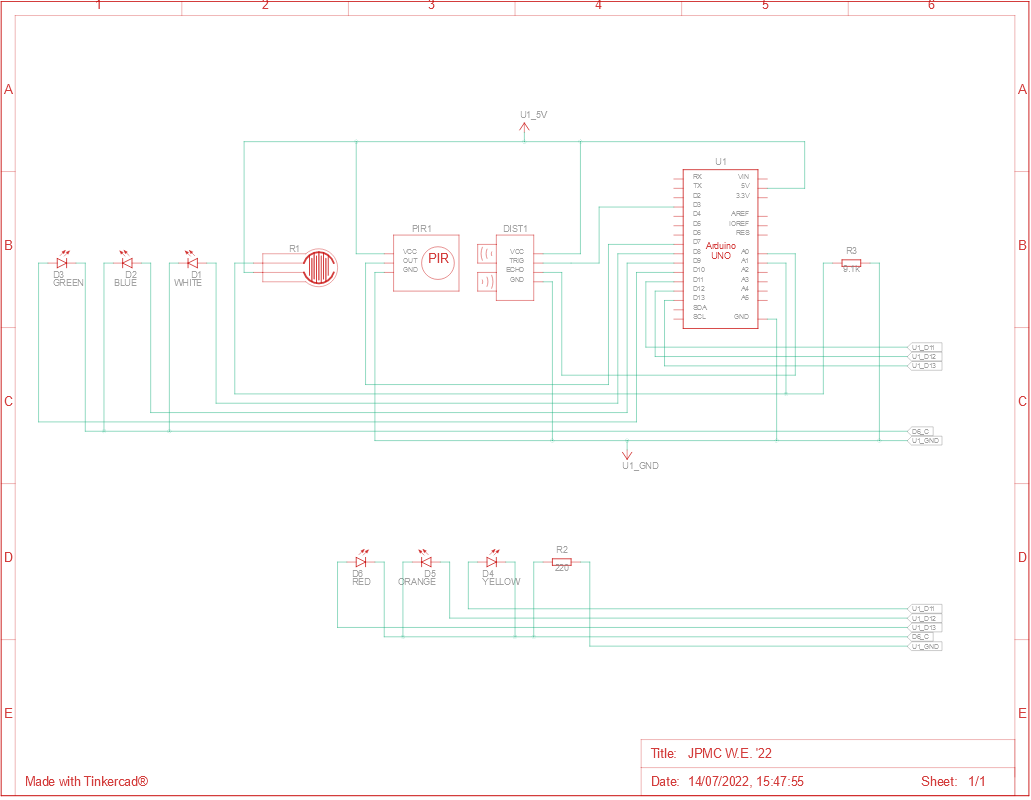 1 2 3 4 5 6
A A
U1_5V
U1
RX VIN
TX 5V
D2 3.3V
D3
D4 AREF
D5 IOREF
D6 RES
D7
D8 A0
D9 A1
D10 A2
D11 A3
D12 A4
D13 A5
SDA
SCL GND
Arduino
UNO
B B
PIR1
VCC
OUT
GND
PIR
DIST1
VCC
TRIG
ECHO
GND
R1
R3
9.1k
D3
GREEN
D2
BLUE
D1
WHITE
U1_D11
U1_D12
U1_D13
C C
D6_C
U1_GND
U1_GND
D D
D6
RED
D5
ORANGE
D4
YELLOW
R2
220
U1_D11
U1_D12
U1_D13
D6_C
U1_GND
E E
Title: JPMC W.E. '22
Made with Tinkercad®
Date: 14/07/2022, 15:47:55 Sheet: 1/1